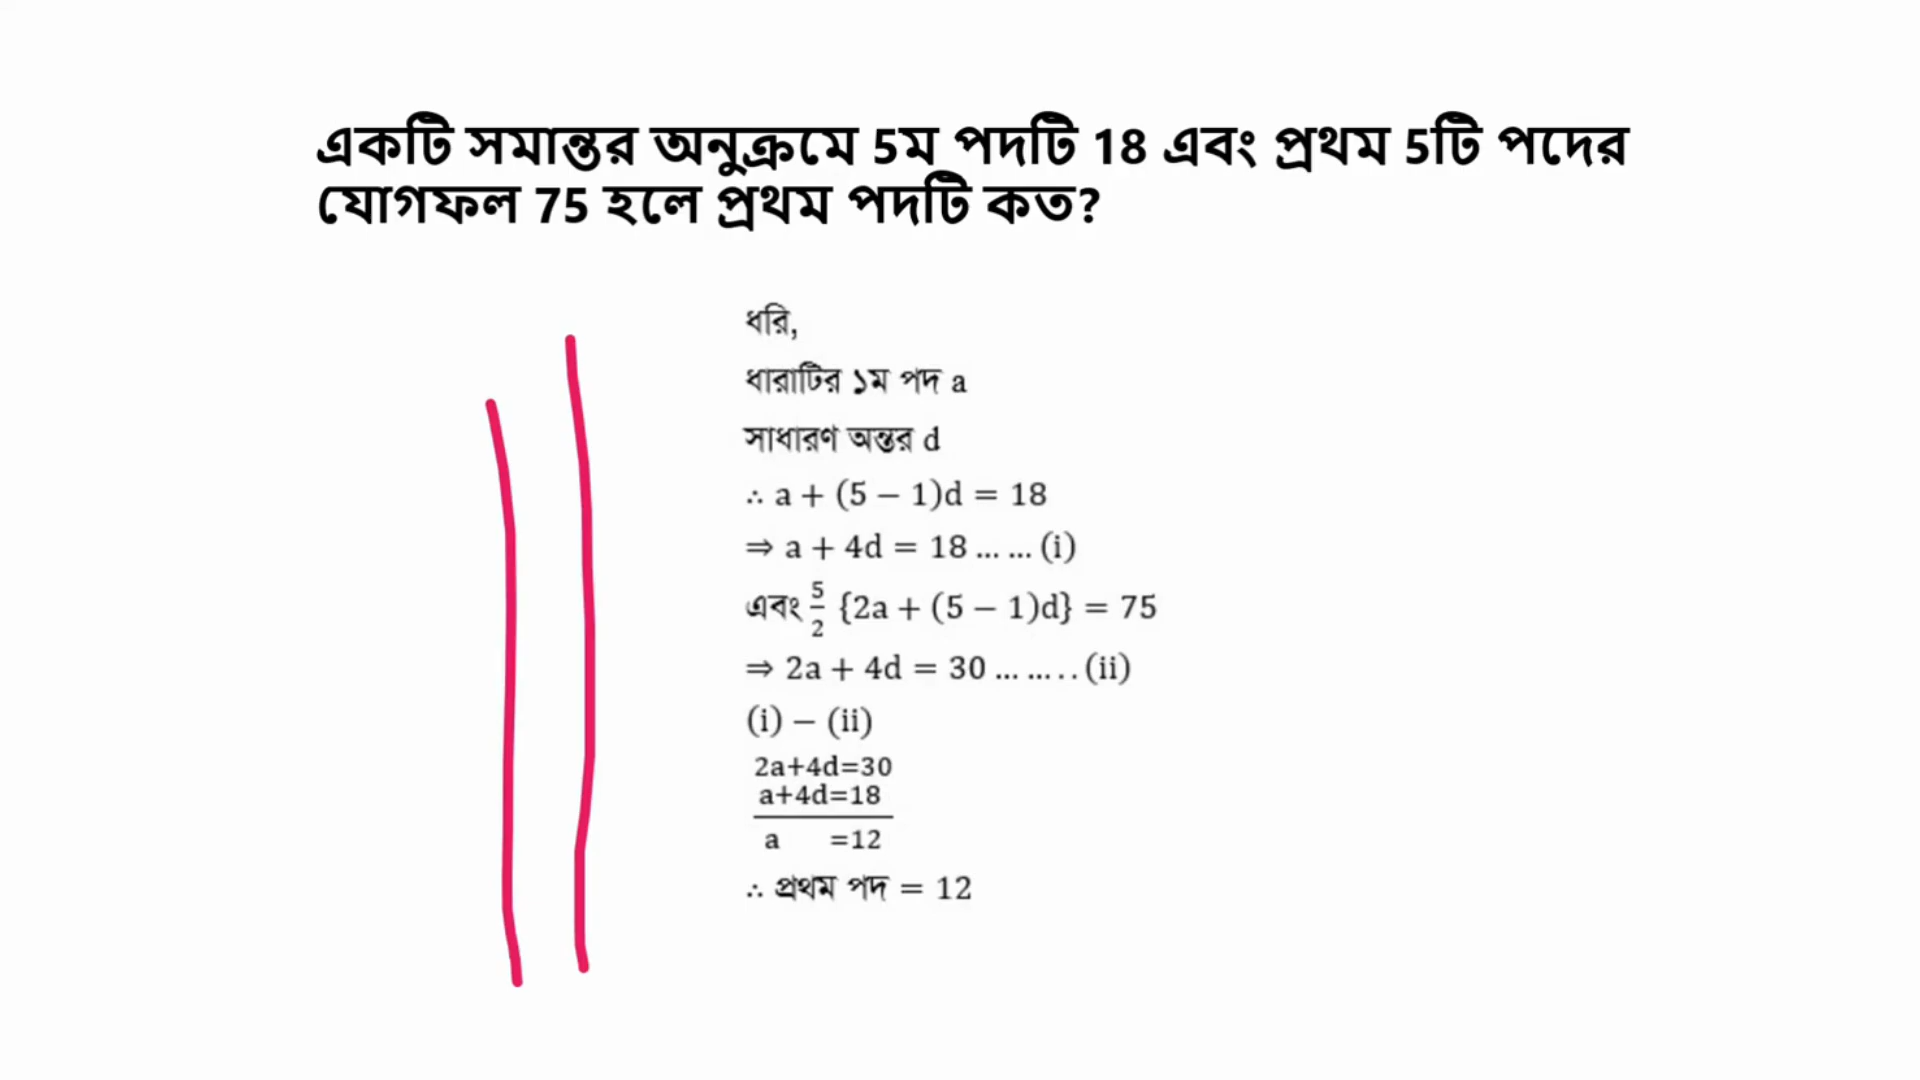 একটি সমান্তর অনুক্রমে 5ম পদটি 18 এবং প্রথম 5টি পদের
যোগফল 75 হলে প্রথম পদটি কত?
ধরি,
ধারাটির ১ম পদ a
সাধারণ অন্তর d
∴ a + (5 − 1)d = 18
⇒ a + 4d = 18 ... ... (i)
এবং 5/2 {2a + (5 − 1)d} = 75
⇒ 2a + 4d = 30 ... ... . . (ii)
(i) − (ii)
2a+4d=30
a+4d=18
a =12
∴ প্রথম পদ = 12